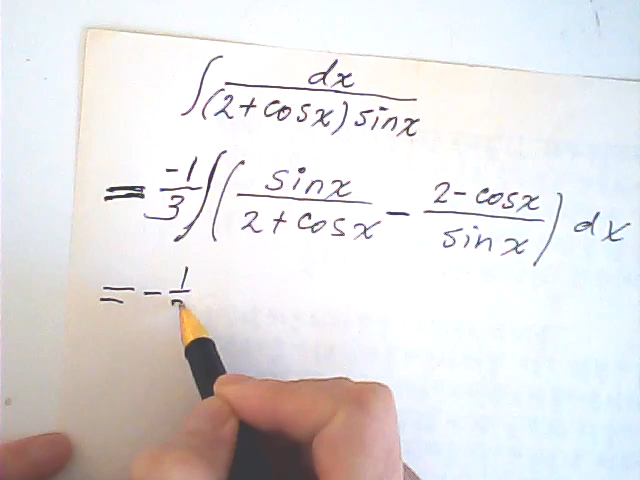 ∫ dx / (2+cosx) sinx
= -1/3 ∫ ( sinx / 2+cosx - 2-cosx / sinx ) dx
= - 1